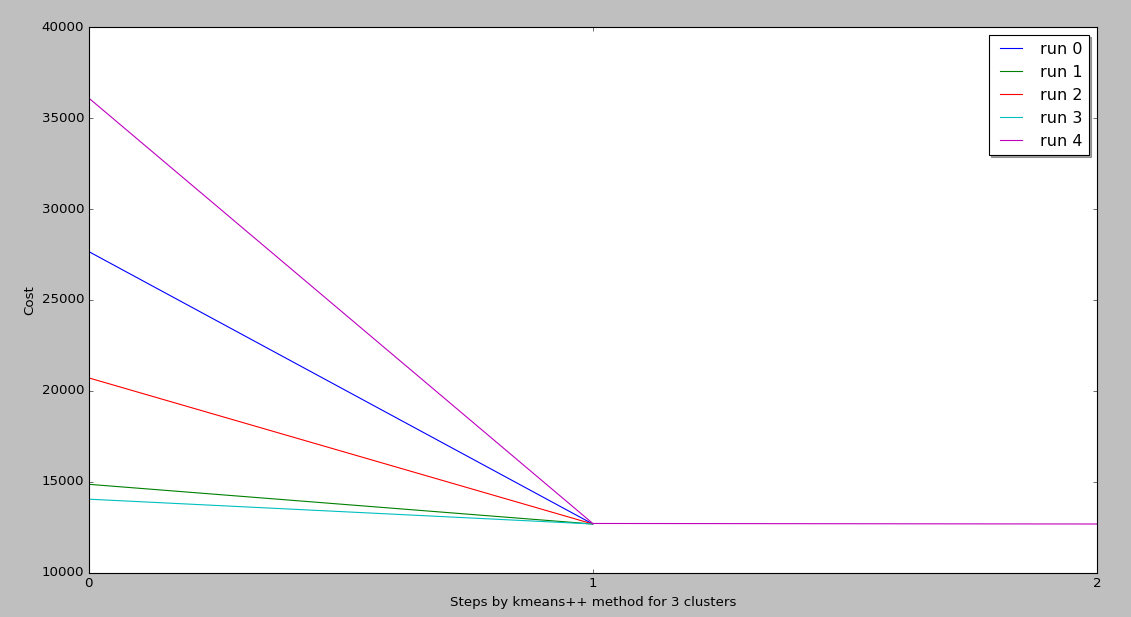 40000
35000
30000
25000
20000
15000
10000
Cost
0
1
2
Steps by kmeans++ method for 3 clusters
run 0
run 1
run 2
run 3
run 4